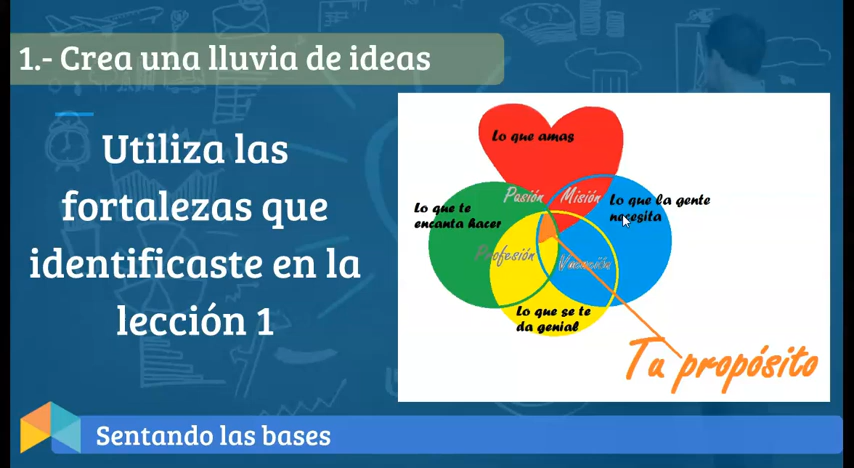 1.- Crea una lluvia de ideas
Utiliza las
fortalezas que
identificaste en la
lección 1
Lo que amas
Pasión
Misión
Lo que te
encanta hacer
Lo que la gente
necesita
Profesión
Vocación
Lo que se te
da genial
Tu propósito
Sentando las bases